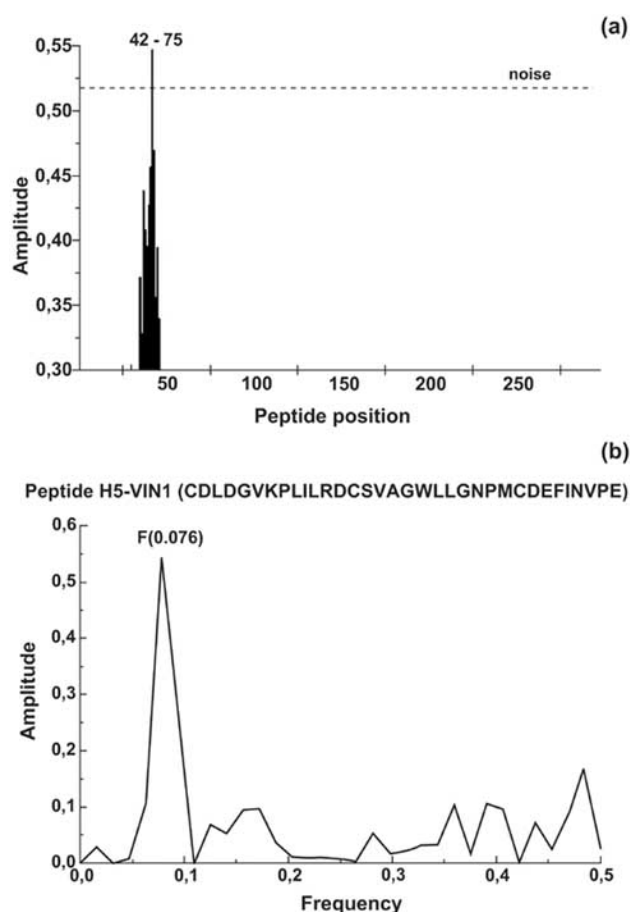 (a)
42 - 75
0,55
noise
0,50
0,45
0,40
0,35
0,30
Amplitude
50 100 150 200 250
Peptide position
(b)
Peptide H5-VIN1 (CDLDGVKPLILRDCSVAGWLLGNPMCDEFINVPE)
0,6
F(0.076)
0,5
0,4
0,3
0,2
0,1
0,0
Amplitude
0,0 0,1 0,2 0,3 0,4 0,5
Frequency